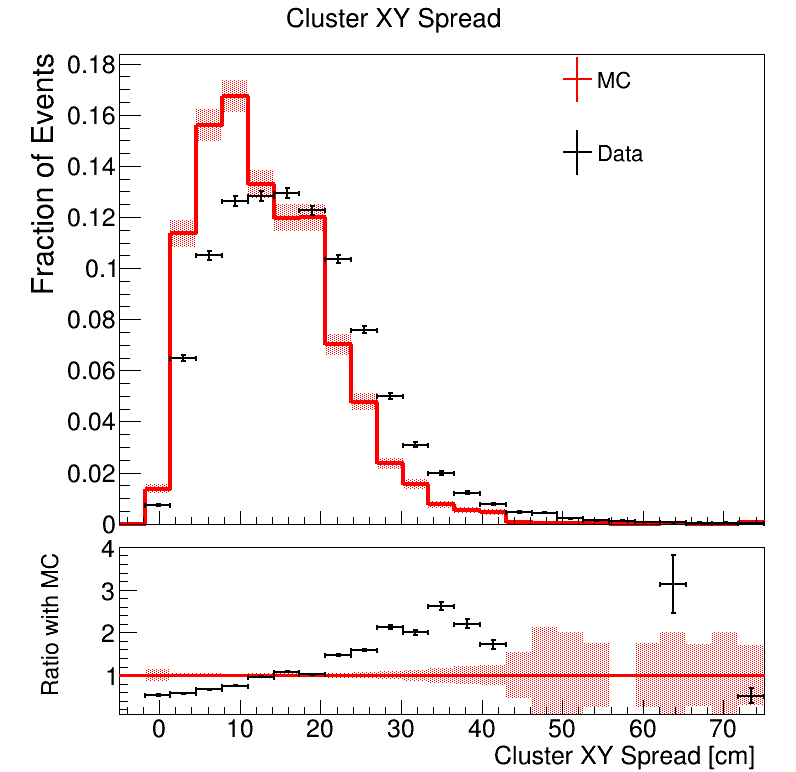 Cluster XY Spread
Fraction of Events
0.18
0.16
0.14
0.12
0.1
0.08
0.06
0.04
0.02
0
MC
Data
Ratio with MC
4
3
2
1
0 10 20 30 40 50 60 70
Cluster XY Spread [cm]